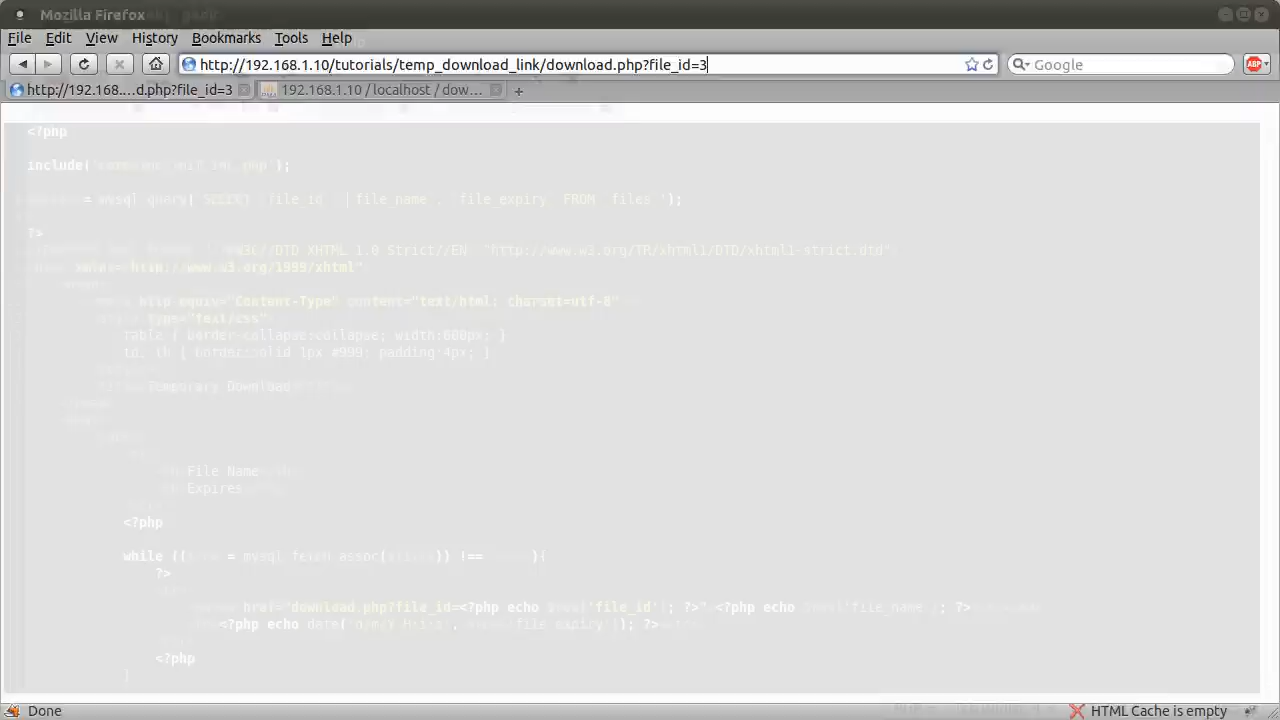 Mozilla Firefox
File Edit View History Bookmarks Tools Help
http://192.168.1.10/tutorials/temp_download_link/download.php?file_id=3
Google
ABP
http://192.168....d.php?file_id=3
192.168.1.10 / localhost / dow...
<?php
include( ');
= mysql_query( SELECT file_id , file_name , file_expiry FROM files ");
?>
W3C//DTD XHTML 1.0 Strict//EN" "http://www.w3.org/TR/xhtml1/DTD/xhtml1-strict.dtd"
xmlns="http://www.w3.org/1999/xhtml"
http-equiv="Content-Type" content="text/html; charset=utf-8"
type="text/css"
table { border-collapse:collapse; width:600px; }
td, th { border:solid 1px #999; padding:4px; }
Temporary Download
File Name
Expires
<?php
while (( = mysql_fetch_assoc( )) !== ){
?>
href="download.php?file_id=<?php echo ['file_id']; ?>" <?php echo ['file_name']; ?>
<?php echo date( , ['file_expiry']); ?>
<?php
}
Done
HTML Cache is empty